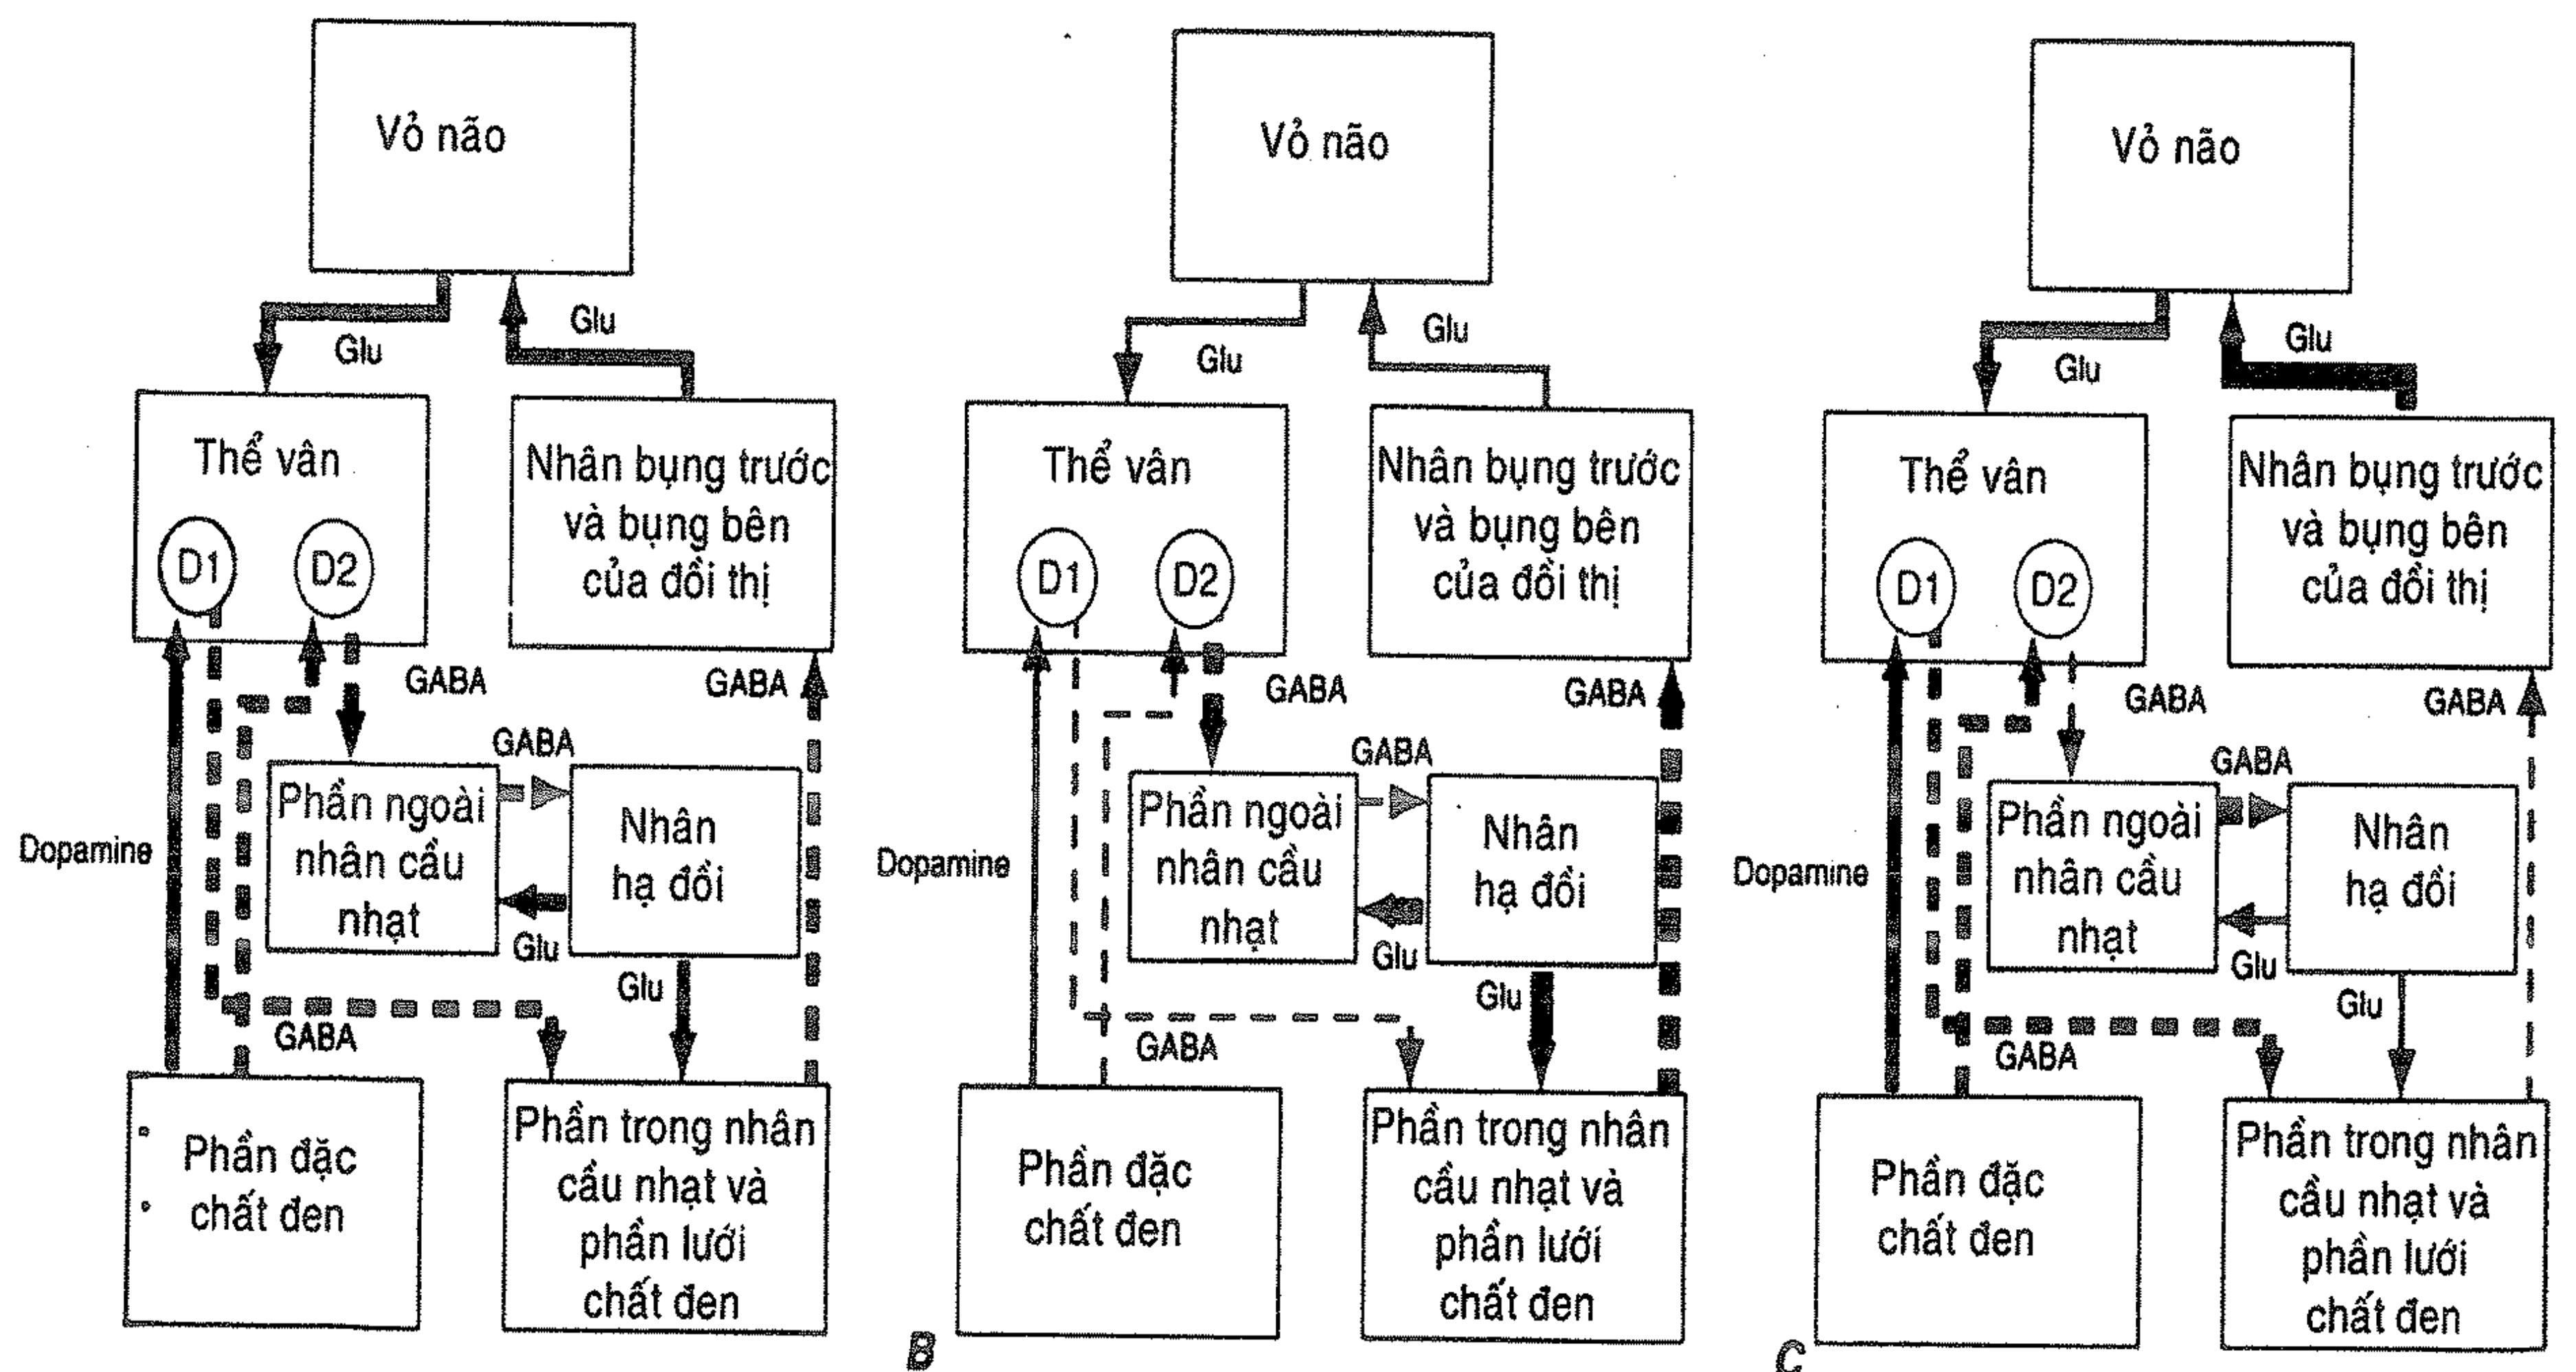 Vỏ não
Glu
Glu
Thể vân
D1
D2
Nhân bụng trước
và bụng bên
của đồi thị
GABA
GABA
GABA
Dopamine
Phần ngoài
nhân cầu
nhạt
Nhân
hạ đồi
Glu
Glu
GABA
Phần đặc
chất đen
Phần trong nhân
cầu nhạt và
phần lưới
chất đen
Vỏ não
Glu
Glu
Thể vân
D1
D2
Nhân bụng trước
và bụng bên
của đồi thị
GABA
GABA
GABA
Dopamine
Phần ngoài
nhân cầu
nhạt
Nhân
hạ đồi
Glu
Glu
GABA
Phần đặc
chất đen
Phần trong nhân
cầu nhạt và
phần lưới
chất đen
B
Vỏ não
Glu
Glu
Thể vân
D1
D2
Nhân bụng trước
và bụng bên
của đồi thị
GABA
GABA
GABA
Dopamine
Phần ngoài
nhân cầu
nhạt
Nhân
hạ đồi
Glu
Glu
GABA
Phần đặc
chất đen
Phần trong nhân
cầu nhạt và
phần lưới
chất đen
C